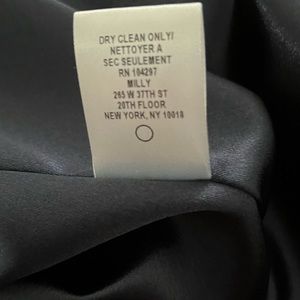 DRY CLEAN ONLY/
NETTOYER A
SEC SEULEMENT
RN 104297
MILLY
265 W 37TH ST
20TH FLOOR
NEW YORK, NY 10018